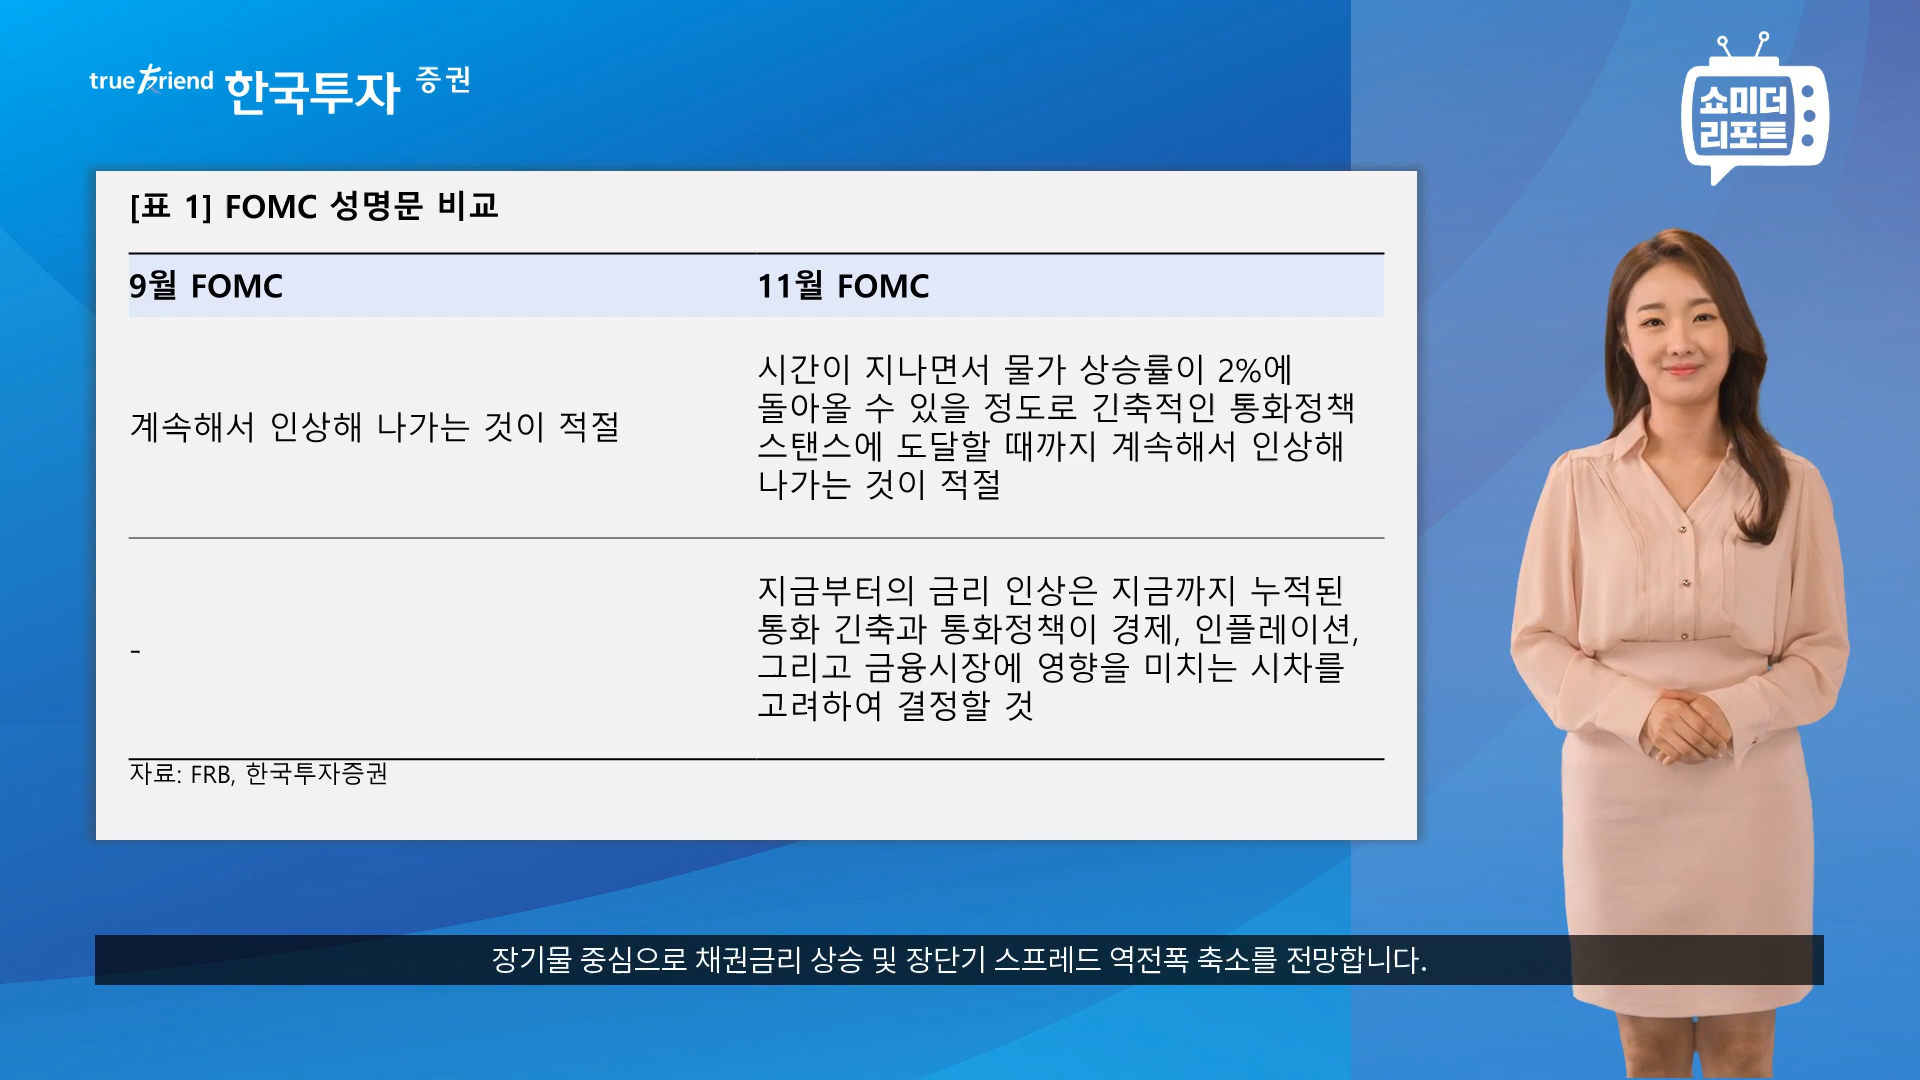 true友riend 한국투자 증권
쇼미더
리포트
[표 1] FOMC 성명문 비교
9월 FOMC
11월 FOMC
계속해서 인상해 나가는 것이 적절
시간이 지나면서 물가 상승률이 2%에
돌아올 수 있을 정도로 긴축적인 통화정책
스탠스에 도달할 때까지 계속해서 인상해
나가는 것이 적절
-
지금부터의 금리 인상은 지금까지 누적된
통화 긴축과 통화정책이 경제, 인플레이션,
그리고 금융시장에 영향을 미치는 시차를
고려하여 결정할 것
자료: FRB, 한국투자증권
장기물 중심으로 채권금리 상승 및 장단기 스프레드 역전폭 축소를 전망합니다.